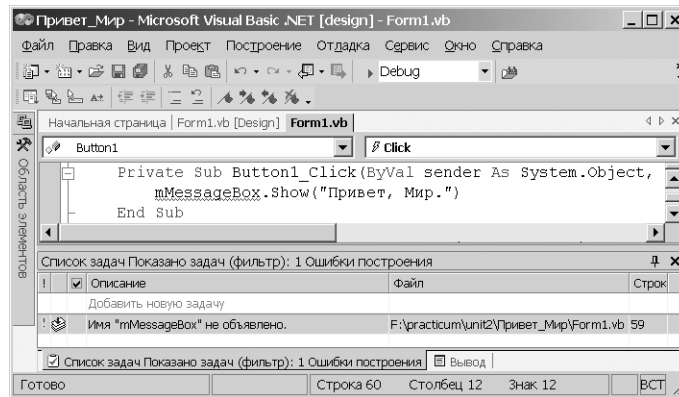 Привет_Мир - Microsoft Visual Basic .NET [design] - Form1.vb
Файл Правка Вид Проект Построение Отладка Сервис Окно Справка
Debug
Начальная страница | Form1.vb [Design] Form1.vb
Button1 Click
Область элементов
Private Sub Button1_Click(ByVal sender As System.Object,
mMessageBox.Show("Привет, Мир.")
End Sub
Список задач Показано задач (фильтр): 1 Ошибки построения
! Описание Файл Строк
Добавить новую задачу
! Имя "mMessageBox" не объявлено. F:\practicum\unit2\Привет_Мир\Form1.vb 59
Список задач Показано задач (фильтр): 1 Ошибки построения Вывод
Готово Строка 60 Столбец 12 Знак 12 ВСТ